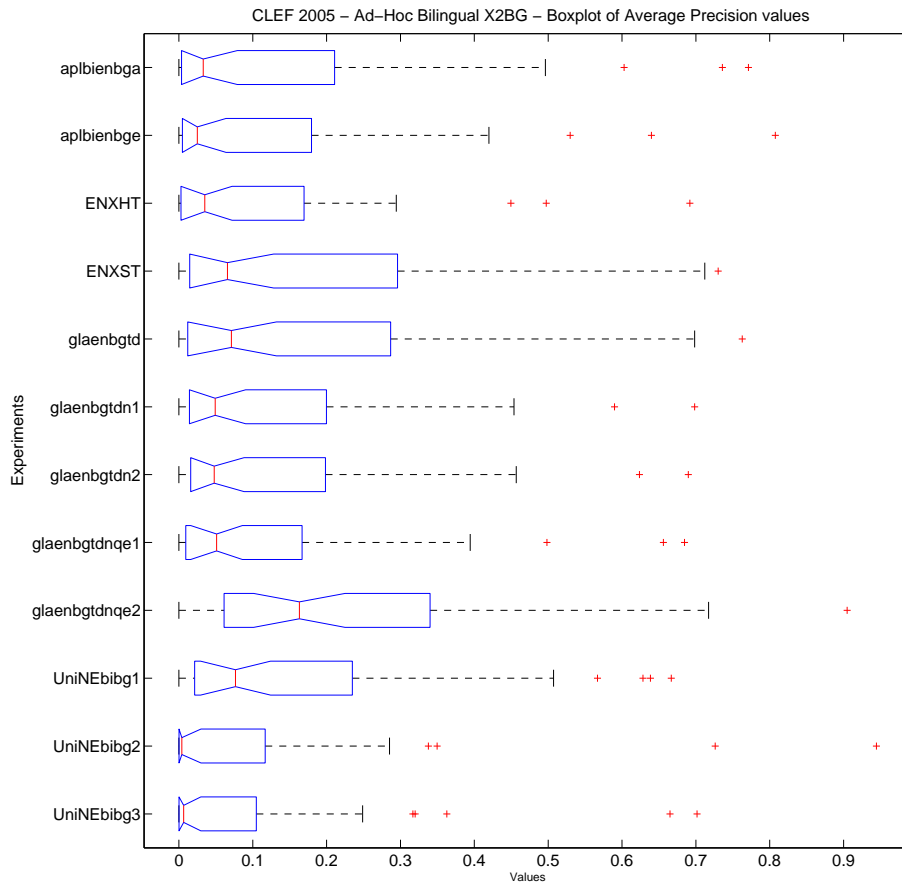 CLEF 2005 – Ad–Hoc Bilingual X2BG – Boxplot of Average Precision values
Experiments
aplbienbga
aplbienbge
ENXHT
ENXST
glaenbgtd
glaenbgtdn1
glaenbgtdn2
glaenbgtdnqe1
glaenbgtdnqe2
UniNEbibg1
UniNEbibg2
UniNEbibg3
0 0.1 0.2 0.3 0.4 0.5 0.6 0.7 0.8 0.9
Values